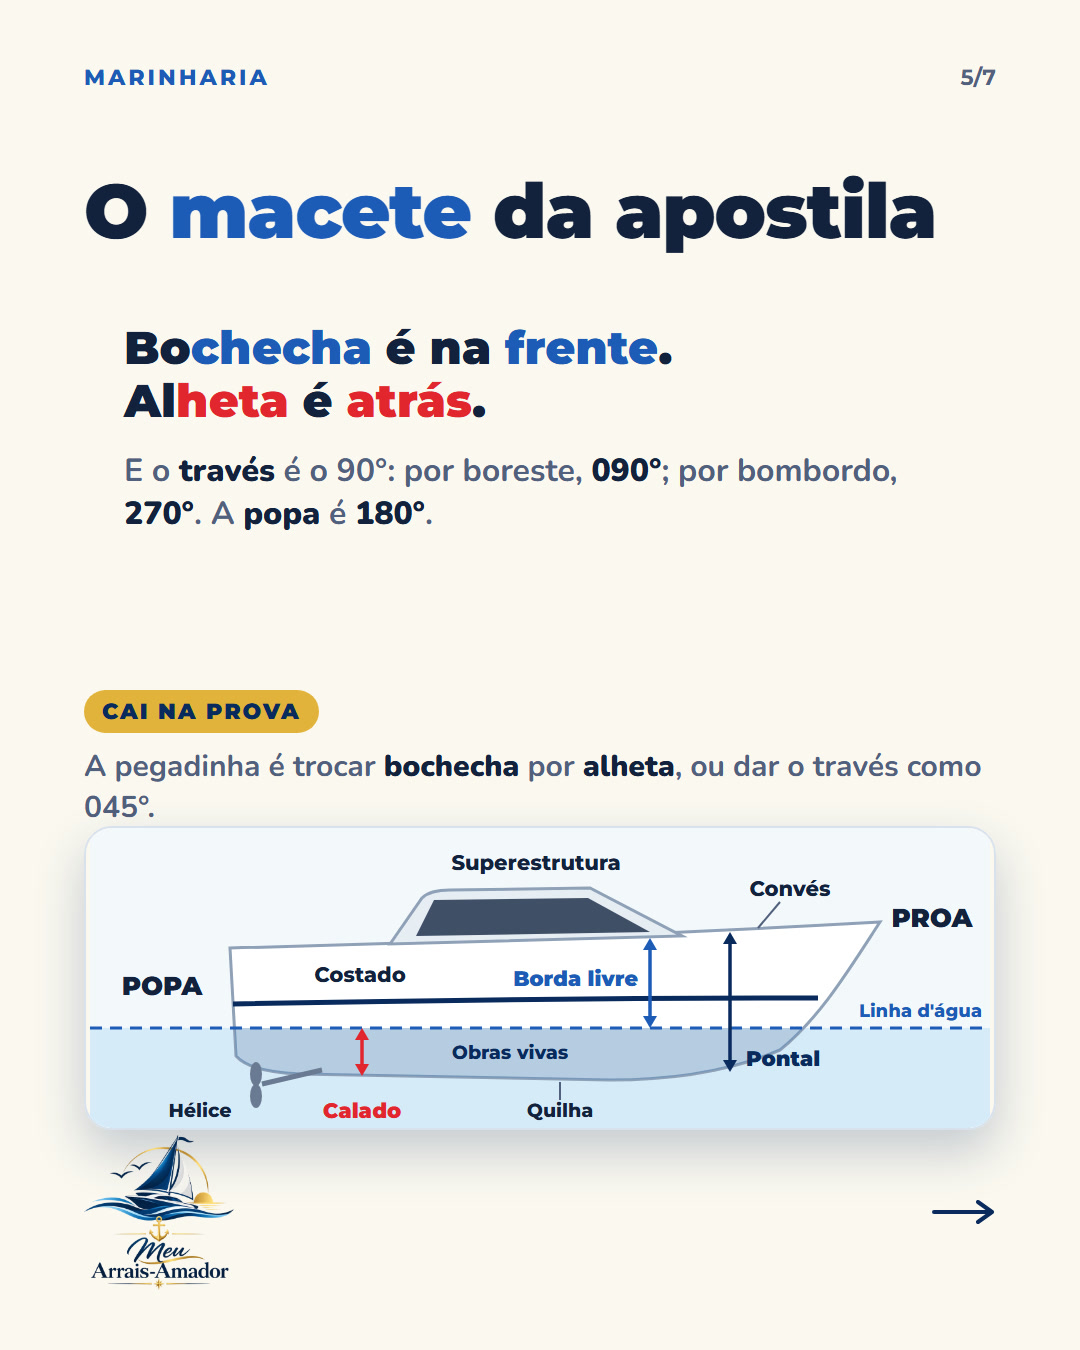 MARINHARIA
5/7
O macete da apostila
Bochecha é na frente.
Alheta é atrás.
E o través é o 90°: por boreste, 090°; por bombordo,
270°. A popa é 180°.
CAI NA PROVA
A pegadinha é trocar bochecha por alheta, ou dar o través como
045°.
Superestrutura
Convés
PROA
Costado
Borda livre
POPA
Linha d'água
Obras vivas
Pontal
Hélice
Calado
Quilha
Meu
Arrais-Amador